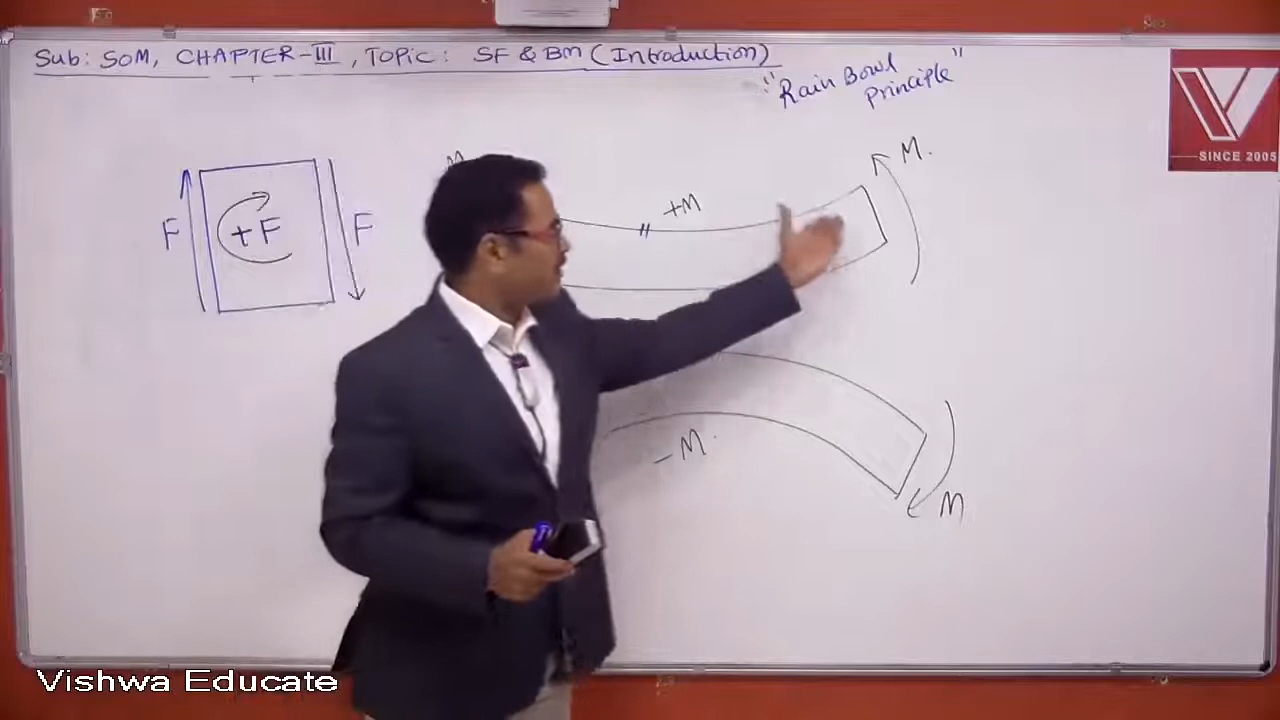 Sub: SOM, CHAPTER-III, TOPIC: SF & BM (Introduction)
"Rain Bowl
Principle"
SINCE 2005
M
M.
+M
F
+F
F
-M.
M
Vishwa Educate